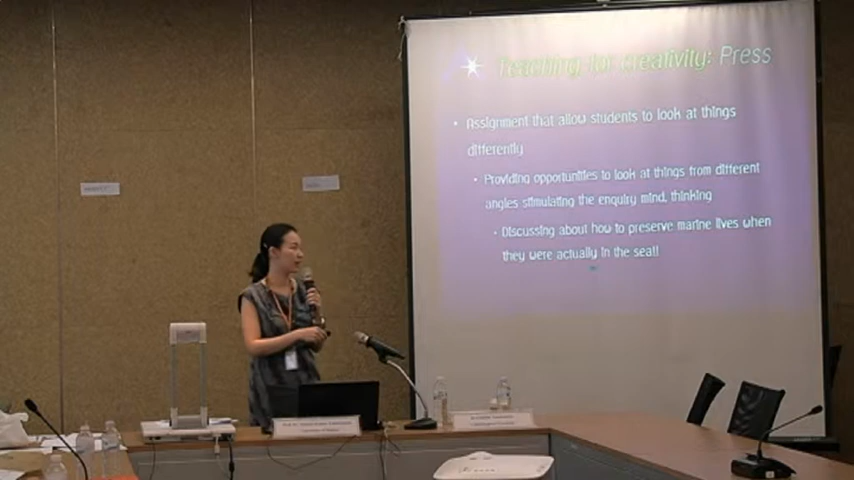 Teaching for creativity: Press
• Assignment that allow students to look at things
differently
• Providing opportunities to look at things from different
angles stimulating the enquiry mind, thinking
• Discussing about how to preserve marine lives when
they were actually in the sea!!